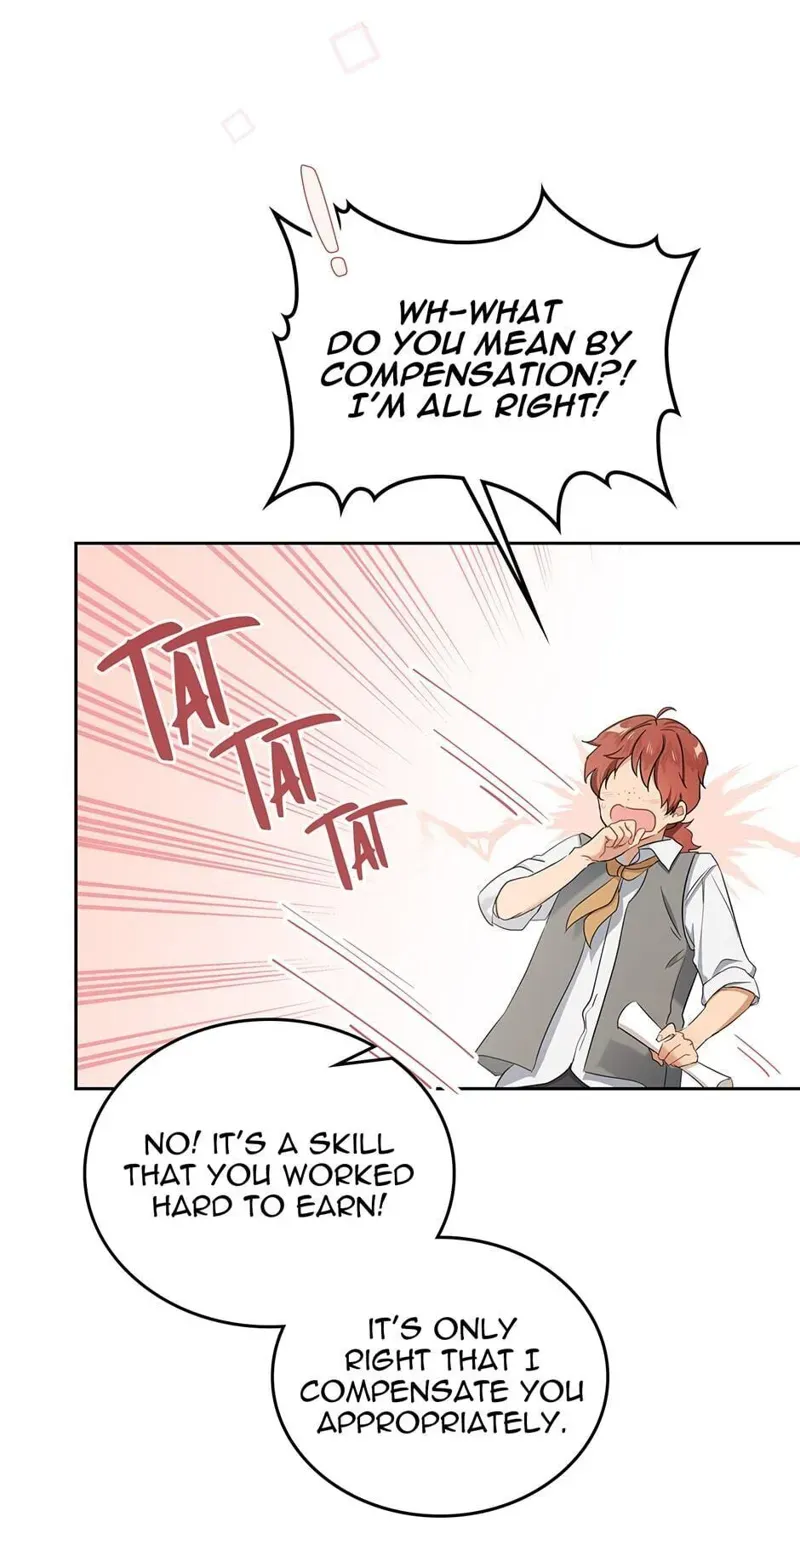 !
WH-WHAT
DO YOU MEAN BY
COMPENSATION?!
I'M ALL RIGHT!
TAT
TAT
TAT
NO! IT'S A SKILL
THAT YOU WORKED
HARD TO EARN!
IT'S ONLY
RIGHT THAT I
COMPENSATE YOU
APPROPRIATELY.